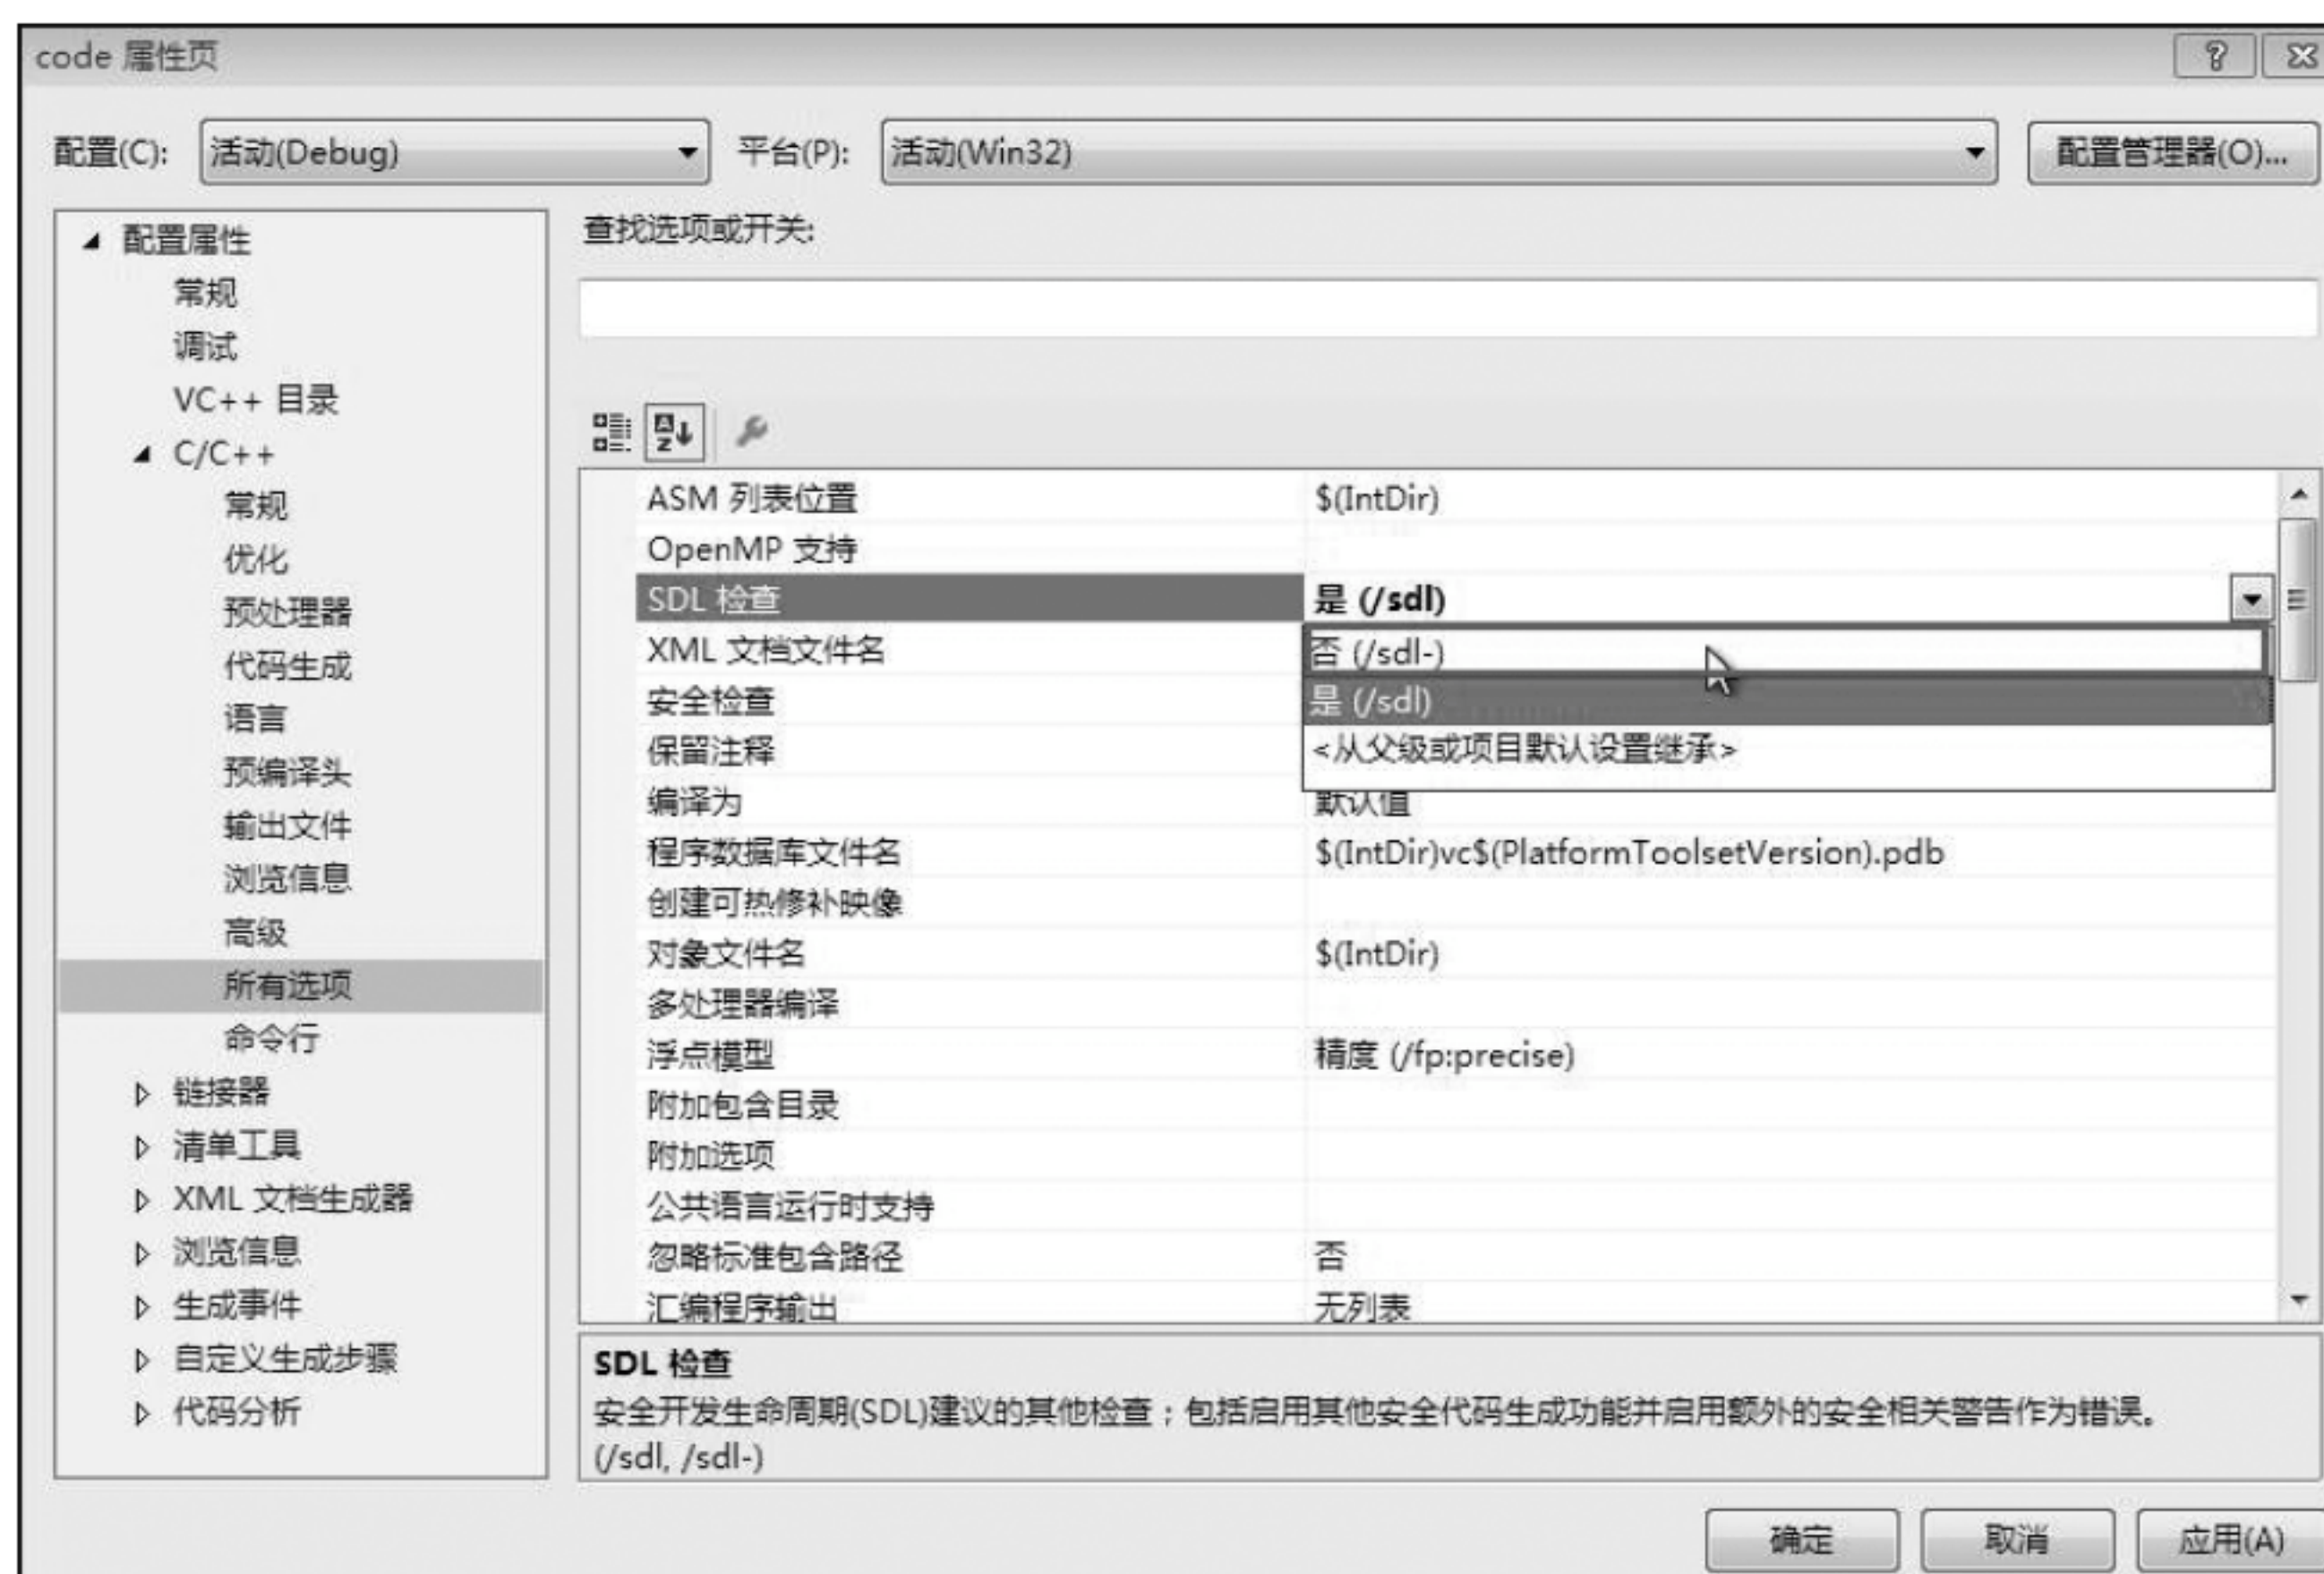 code 属性页
配置(C): 活动(Debug) 平台(P): 活动(Win32) 配置管理器(O)...
配置属性
常规
调试
VC++ 目录
C/C++
常规
优化
预处理器
代码生成
语言
预编译头
输出文件
浏览信息
高级
所有选项
命令行
链接器
清单工具
XML 文档生成器
浏览信息
生成事件
自定义生成步骤
代码分析
查找选项或开关:
ASM 列表位置 $(IntDir)
OpenMP 支持
SDL 检查 是 (/sdl)
XML 文档文件名 否 (/sdl-)
安全检查 是 (/sdl)
保留注释 <从父级或项目默认设置继承>
编译为 默认值
程序数据库文件名 $(IntDir)vc$(PlatformToolsetVersion).pdb
创建可热修补映像
对象文件名 $(IntDir)
多处理器编译
浮点模型 精度 (/fp:precise)
附加包含目录
附加选项
公共语言运行时支持
忽略标准包含路径 否
汇编程序输出 无列表
SDL 检查
安全开发生命周期(SDL)建议的其他检查；包括启用其他安全代码生成功能并启用额外的安全相关警告作为错误。
(/sdl, /sdl-)
确定 取消 应用(A)